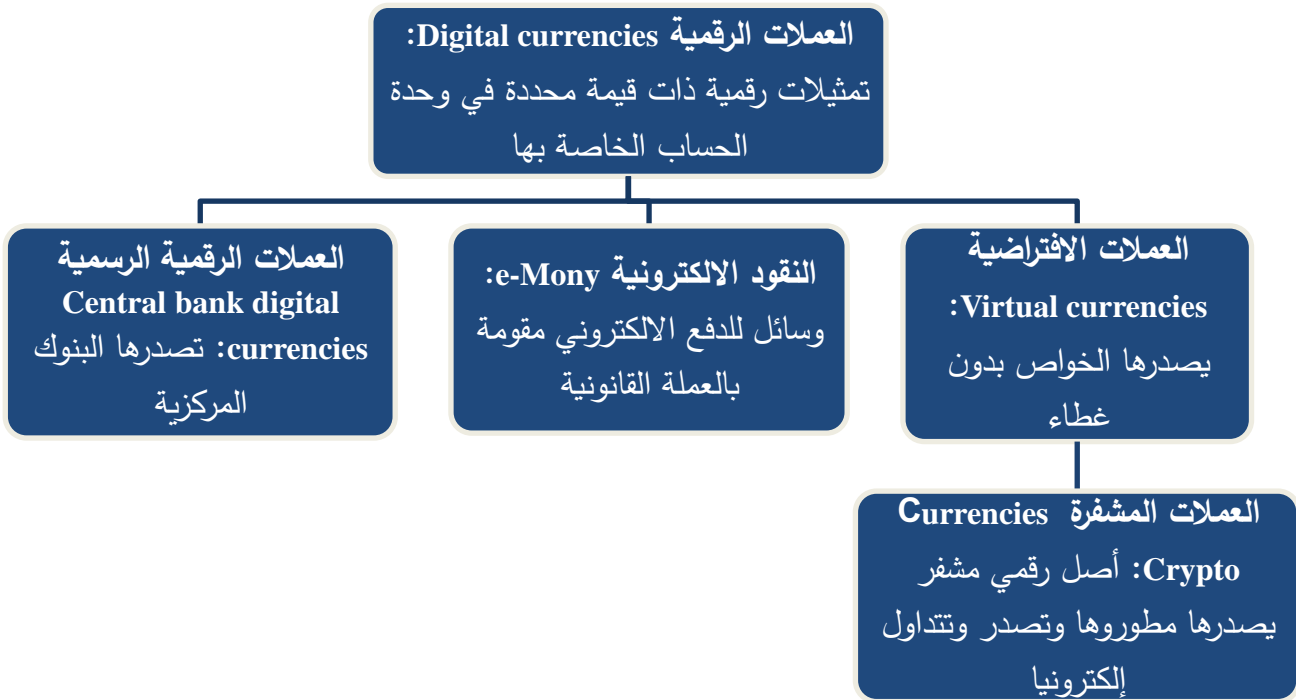 العملات الرقمية Digital currencies:
تمثيلات رقمية ذات قيمة محددة في وحدة
الحساب الخاصة بها
العملات الافتراضية
Virtual currencies:
يصدرها الخواص بدون
غطاء
النقود الالكترونية e-Mony:
وسائل للدفع الالكتروني مقومة
بالعملة القانونية
العملات الرقمية الرسمية
Central bank digital
currencies: تصدرها البنوك
المركزية
العملات المشفرة Currencies
Crypto: أصل رقمي مشفر
يصدرها مطوروها وتصدر وتتداول
إلكترونيا